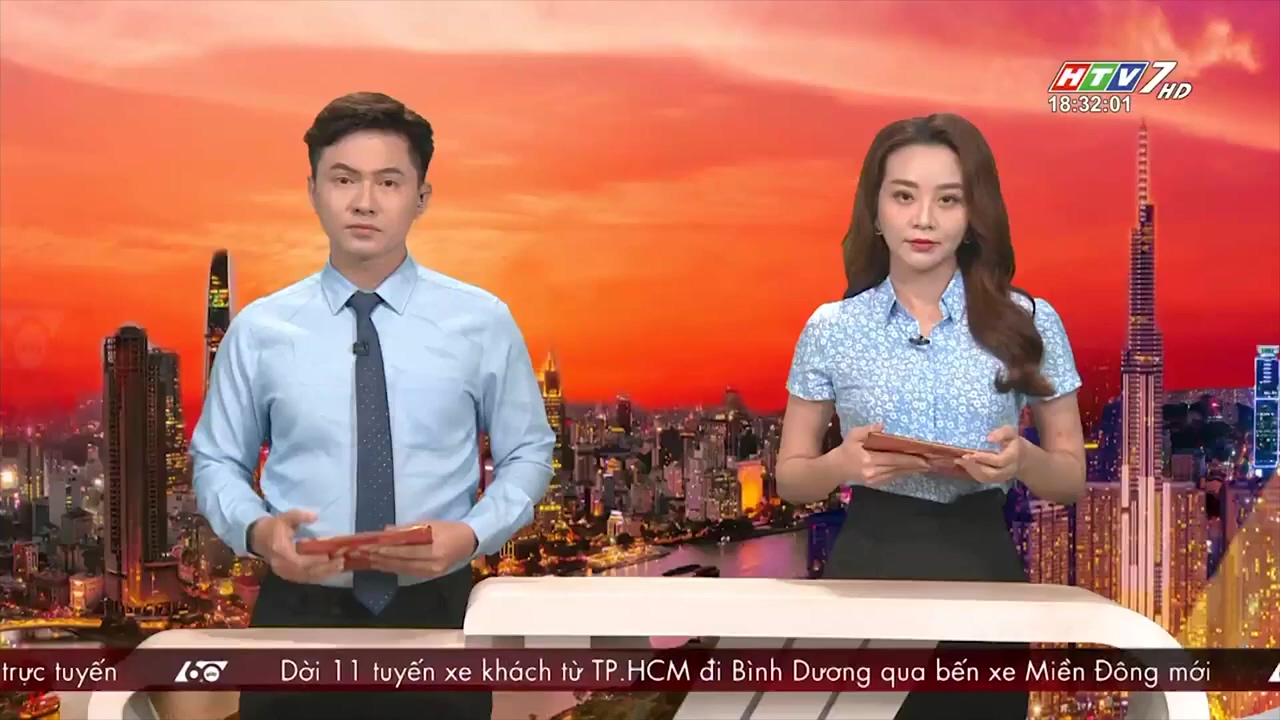 HTV7 HD
18:32:01
trực tuyến 60 Dời 11 tuyến xe khách từ TP.HCM đi Bình Dương qua bến xe Miền Đông mới